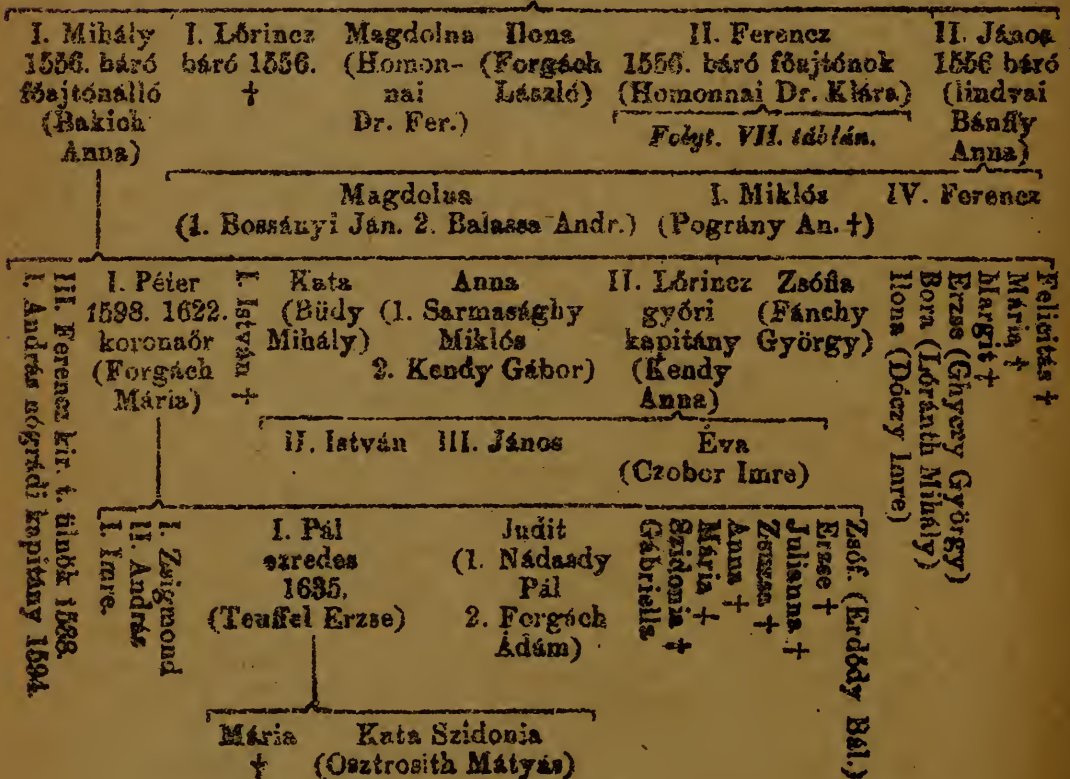 I. Mihály I. Lőrincz Magdolna Ilona II. Ferencz II. János
1556. báró báró 1556. (Homon- (Forgách 1556. báró főajtónok 1556 báró
főajtónálló † nai László) (Homonnai Dr. Klára) (lindvai
(Bakich Dr. Fer.) Folyt. VII. táblán. Bánffy
Anna) Anna)
Magdolna I. Miklós IV. Ferencz
(1. Bossányi Ján. 2. Balassa Andr.) (Pográny An. †)
I. András nógrádi kapitány 1594.
III. Ferencz kir. t. ülnök 1588.
I. Péter I. István † Kata Anna II. Lőrincz Zsófia
1598. 1622. (Büdy (1. Sarmasághy győri (Fánchy
koronaőr Mihály) Miklós kapitány György)
(Forgách 2. Kendy Gábor) (Kendy
Mária) Anna)
Ilona (Dóczy Imre)
Bora (Lóránth Mihály)
Erzse (Ghyczy György)
Margit †
Mária †
Felicitás †
II. István III. János Éva
(Czobor Imre)
I. Imre.
II. András
I. Zsigmond
I. Pál Judit
ezredes (1. Nádasdy
1635. Pál
(Teuffel Erzse) 2. Forgách
Ádám)
Gábriella
Szidonia †
Mária †
Anna †
Zsuzsán †
Julianna †
Erzse †
Zsóf. (Erdődy Bál.)
Mária Kata Szidonia
† (Osztrosith Mátyás)